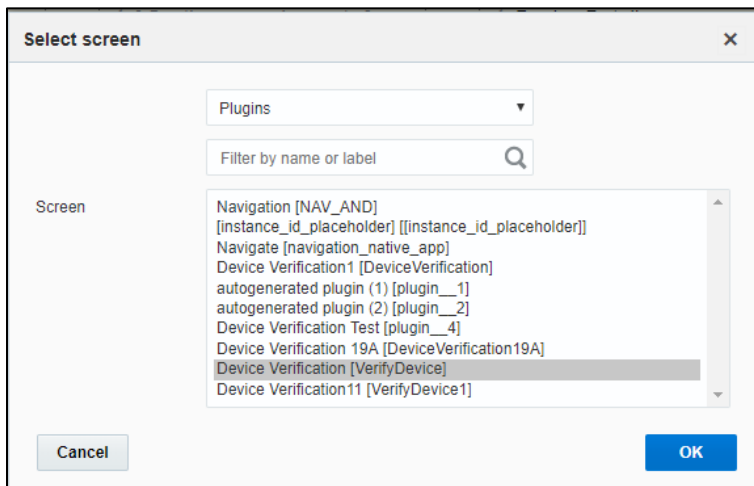 Select screen
×
Plugins
Filter by name or label
Screen
Navigation [NAV_AND]
[instance_id_placeholder] [[instance_id_placeholder]]
Navigate [navigation_native_app]
Device Verification1 [DeviceVerification]
autogenerated plugin (1) [plugin__1]
autogenerated plugin (2) [plugin__2]
Device Verification Test [plugin__4]
Device Verification 19A [DeviceVerification19A]
Device Verification [VerifyDevice]
Device Verification11 [VerifyDevice1]
Cancel
OK